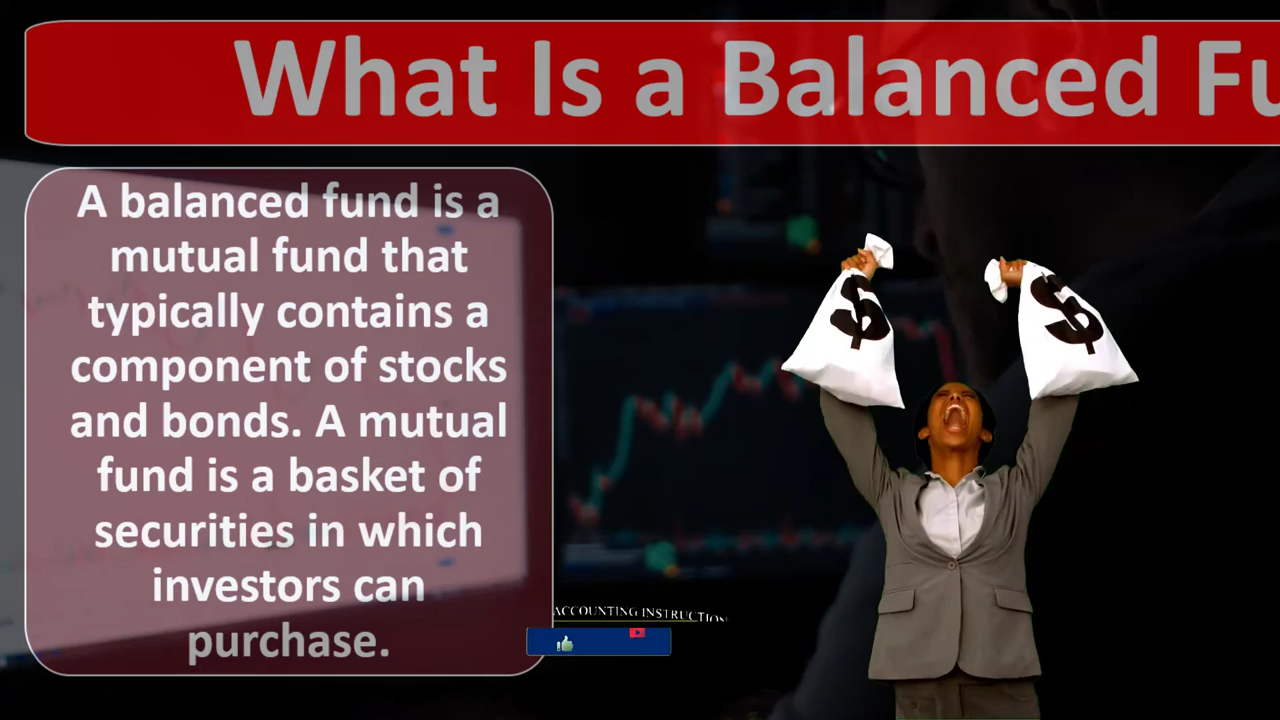 What Is a Balanced Fu
A balanced fund is a
mutual fund that
typically contains a
component of stocks
and bonds. A mutual
fund is a basket of
securities in which
investors can
purchase.
$ $
ACCOUNTING INSTRUCTION